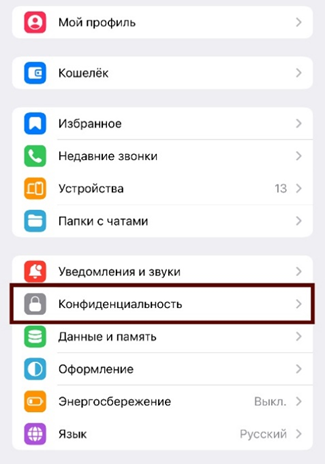 Мой профиль
Кошелёк
Избранное
Недавние звонки
Устройства 13
Папки с чатами
Уведомления и звуки
Конфиденциальность
Данные и память
Оформление
Энергосбережение Выкл.
Язык Русский